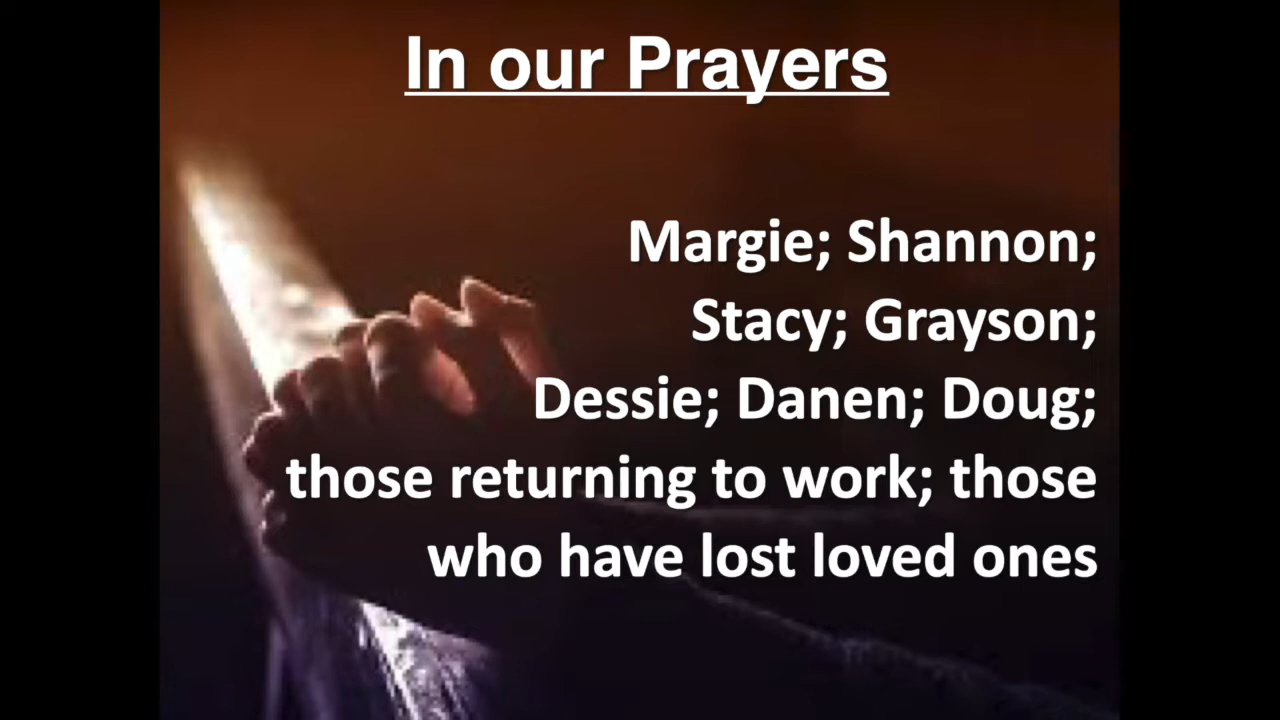 In our Prayers
Margie; Shannon;
Stacy; Grayson;
Dessie; Danen; Doug;
those returning to work; those
who have lost loved ones